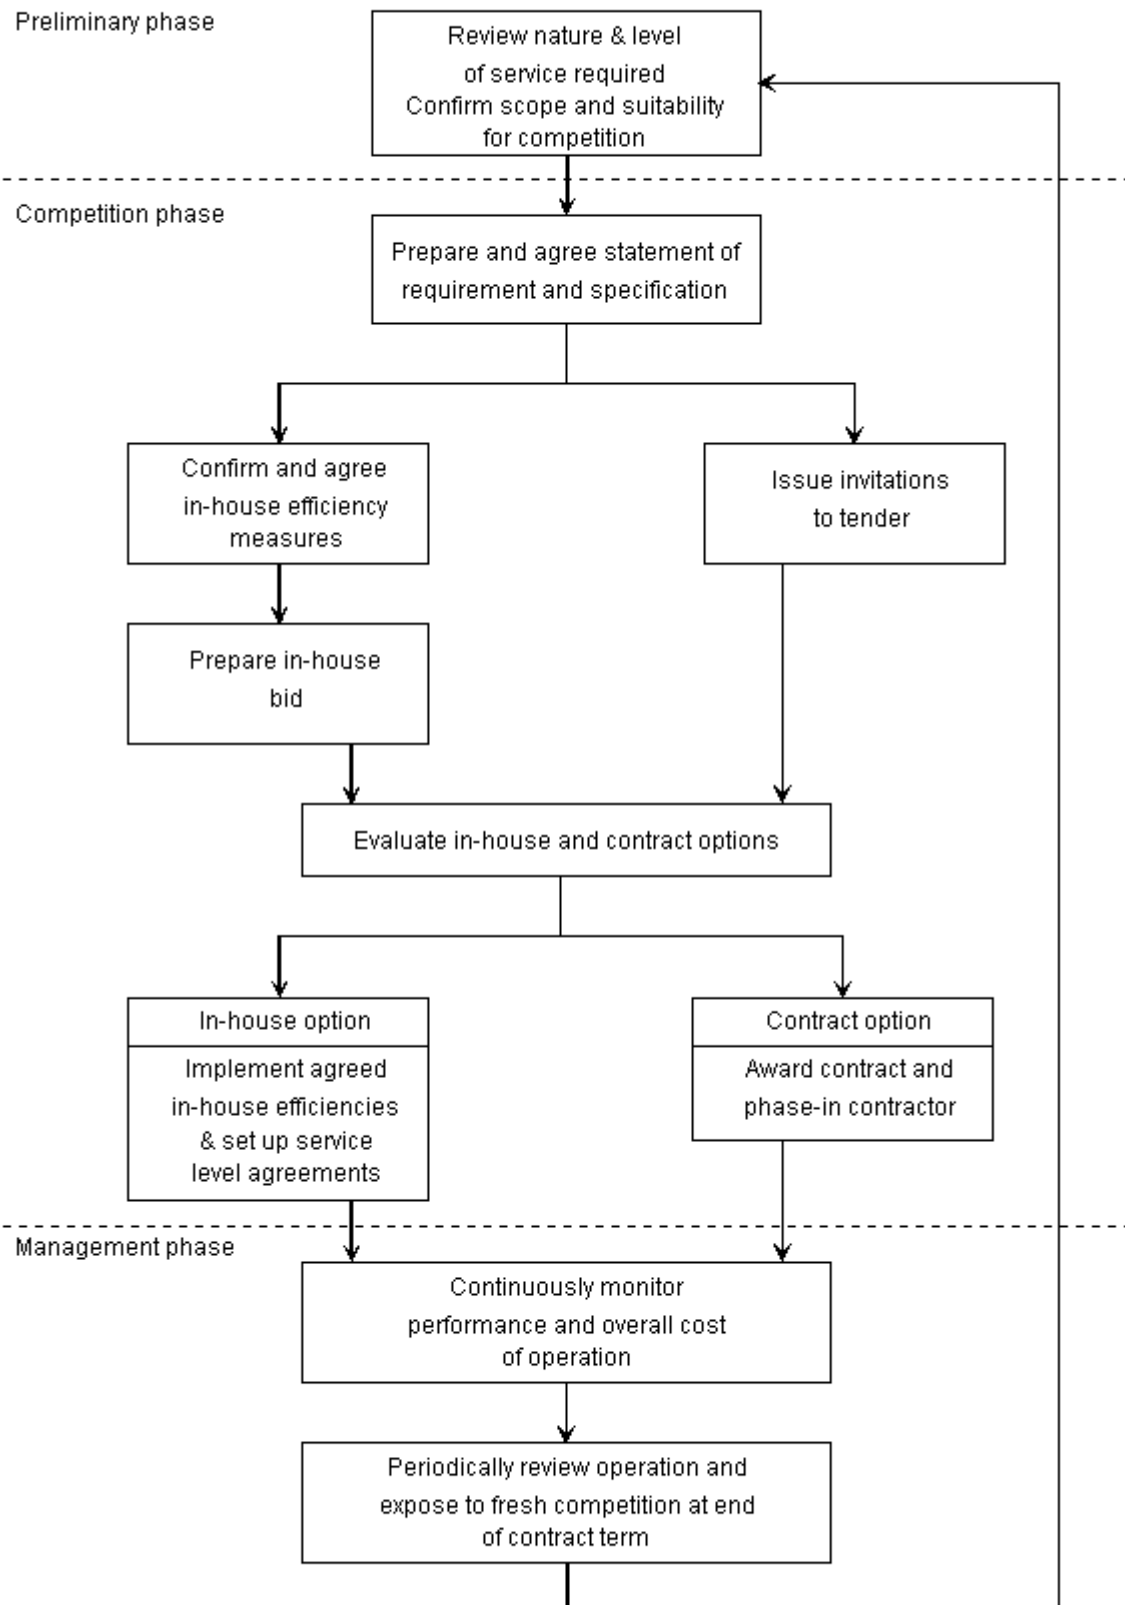 Preliminary phase
Review nature & level
of service required
Confirm scope and suitability
for competition
Competition phase
Prepare and agree statement of
requirement and specification
Confirm and agree
in-house efficiency
measures
Issue invitations
to tender
Prepare in-house
bid
Evaluate in-house and contract options
In-house option
Implement agreed
in-house efficiencies
& set up service
level agreements
Contract option
Award contract and
phase-in contractor
Management phase
Continuously monitor
performance and overall cost
of operation
Periodically review operation and
expose to fresh competition at end
of contract term